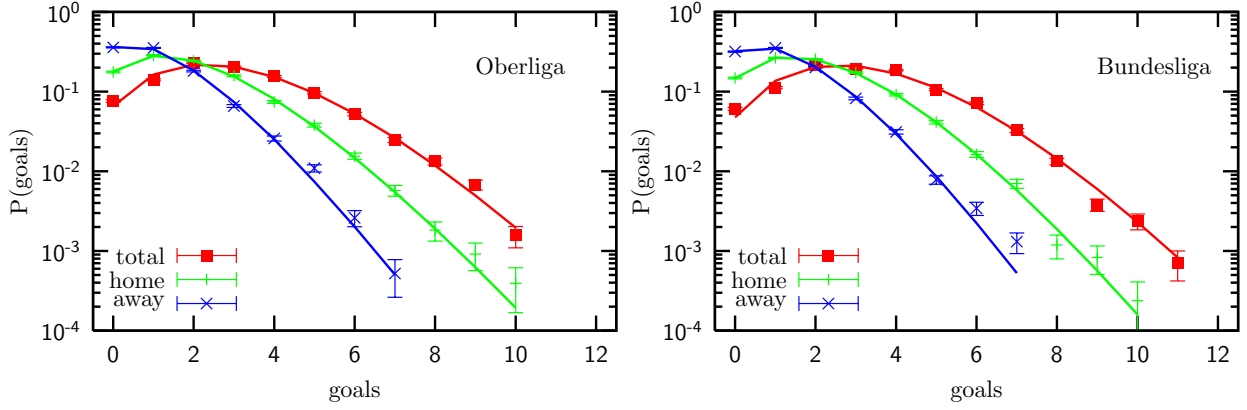 10^0
10^-1
10^-2
10^-3
10^-4
P(goals)
Oberliga
total
home
away
0 2 4 6 8 10 12
goals
10^0
10^-1
10^-2
10^-3
10^-4
P(goals)
Bundesliga
total
home
away
0 2 4 6 8 10 12
goals